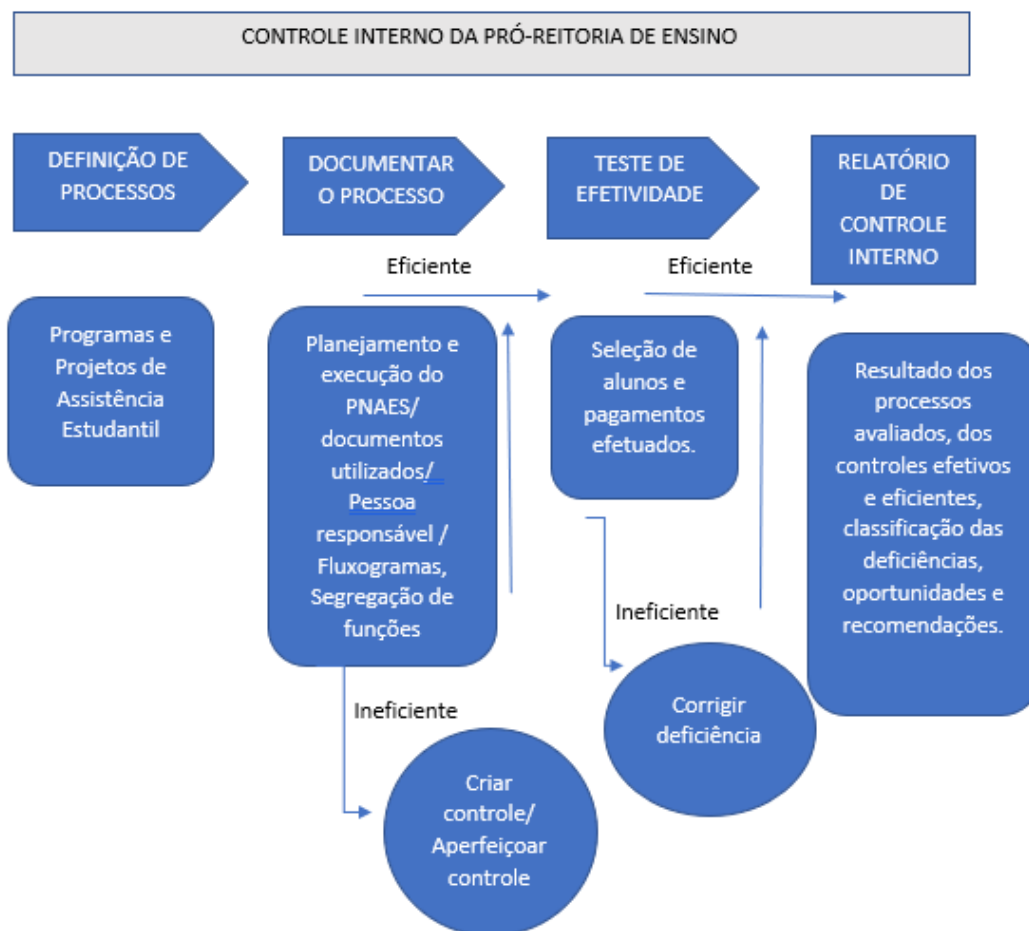 CONTROLE INTERNO DA PRÓ-REITORIA DE ENSINO
DEFINIÇÃO DE
PROCESSOS
DOCUMENTAR
O PROCESSO
TESTE DE
EFETIVIDADE
RELATÓRIO
DE
CONTROLE
INTERNO
Eficiente
Eficiente
Programas e
Projetos de
Assistência
Estudantil
Planejamento e
execução do
PNAES/
documentos
utilizados/
Pessoa
responsável /
Fluxogramas,
Segregação de
funções
Seleção de
alunos e
pagamentos
efetuados.
Resultado dos
processos
avaliados, dos
controles efetivos
e eficientes,
classificação das
deficiências,
oportunidades e
recomendações.
Ineficiente
Ineficiente
Corrigir
deficiência
Criar
controle/
Aperfeiçoar
controle